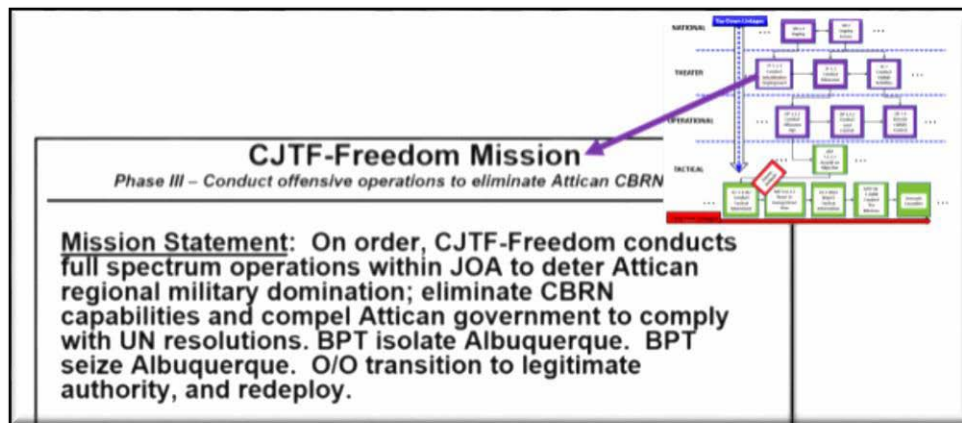 Top-Down Linkages
NATIONAL
THEATER
OPERATIONAL
TACTICAL
CJTF-Freedom Mission
Phase III – Conduct offensive operations to eliminate Attican CBRN
Mission Statement: On order, CJTF-Freedom conducts
full spectrum operations within JOA to deter Attican
regional military domination; eliminate CBRN
capabilities and compel Attican government to comply
with UN resolutions. BPT isolate Albuquerque. BPT
seize Albuquerque. O/O transition to legitimate
authority, and redeploy.